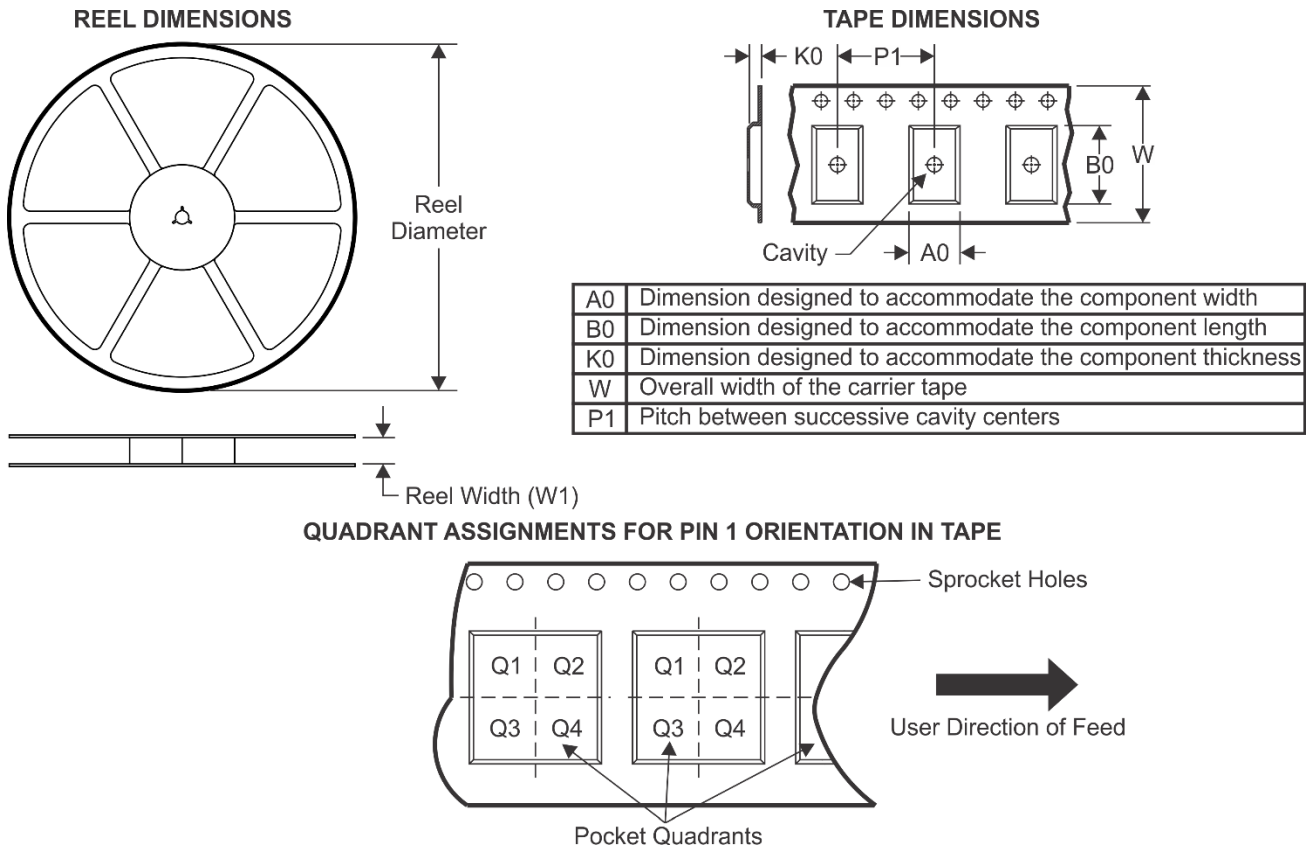 REEL DIMENSIONS
Reel
Diameter
Reel Width (W1)
TAPE DIMENSIONS
K0
P1
B0
W
Cavity
A0
A0 Dimension designed to accommodate the component width
B0 Dimension designed to accommodate the component length
K0 Dimension designed to accommodate the component thickness
W Overall width of the carrier tape
P1 Pitch between successive cavity centers
QUADRANT ASSIGNMENTS FOR PIN 1 ORIENTATION IN TAPE
Sprocket Holes
Q1 Q2 Q1 Q2
Q3 Q4 Q3 Q4
User Direction of Feed
Pocket Quadrants